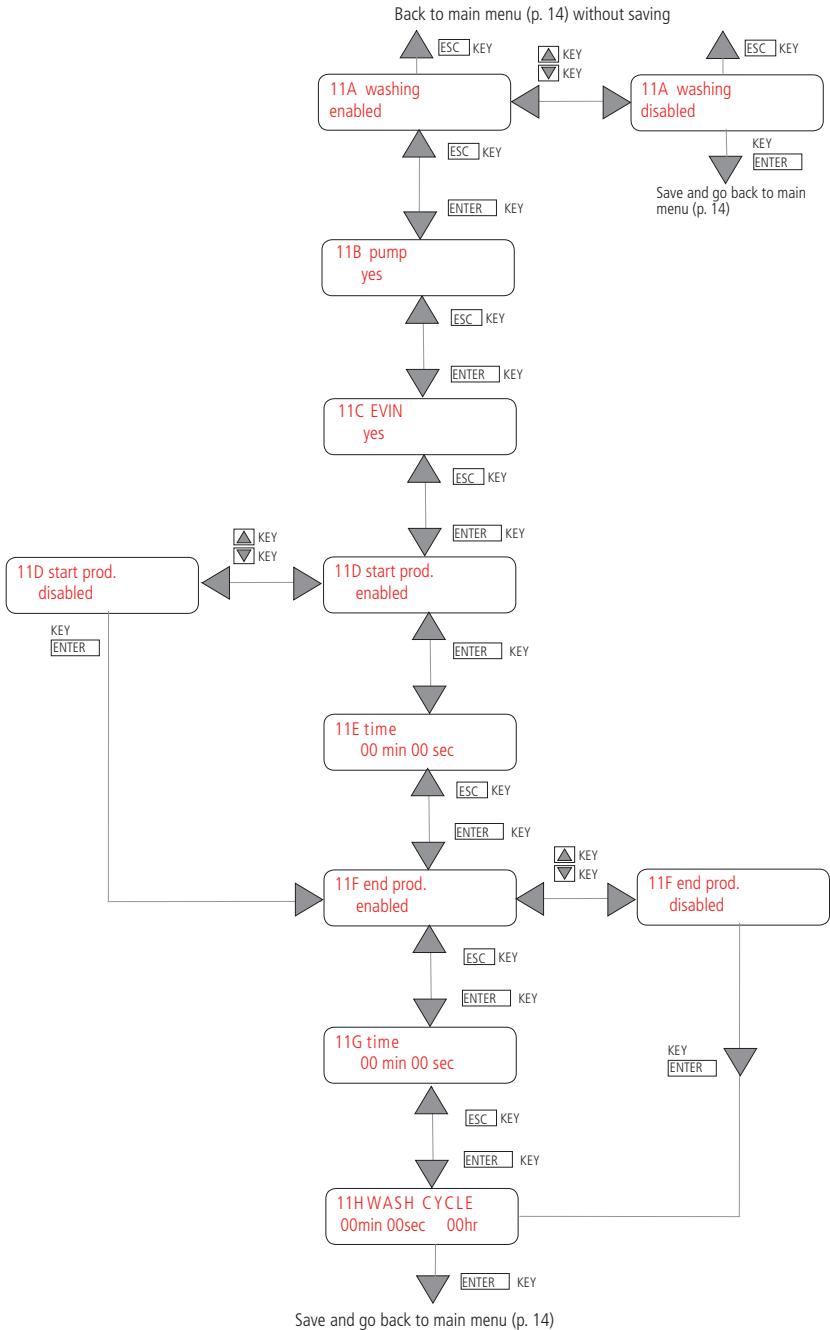 Back to main menu (p. 14) without saving
ESC KEY
KEY
KEY
ESC KEY
11A washing
enabled
11A washing
disabled
ESC KEY
KEY
ENTER
ENTER KEY
Save and go back to main
menu (p. 14)
11B pump
yes
ESC KEY
ENTER KEY
11C EVIN
yes
ESC KEY
ENTER KEY
KEY
KEY
11D start prod.
disabled
11D start prod.
enabled
KEY
ENTER
ENTER KEY
11E time
00 min 00 sec
ESC KEY
ENTER KEY
KEY
KEY
11F end prod.
enabled
11F end prod.
disabled
ESC KEY
ENTER KEY
11G time
00 min 00 sec
KEY
ENTER
ESC KEY
ENTER KEY
11HWASH CYCLE
00min 00sec 00hr
ENTER KEY
Save and go back to main menu (p. 14)